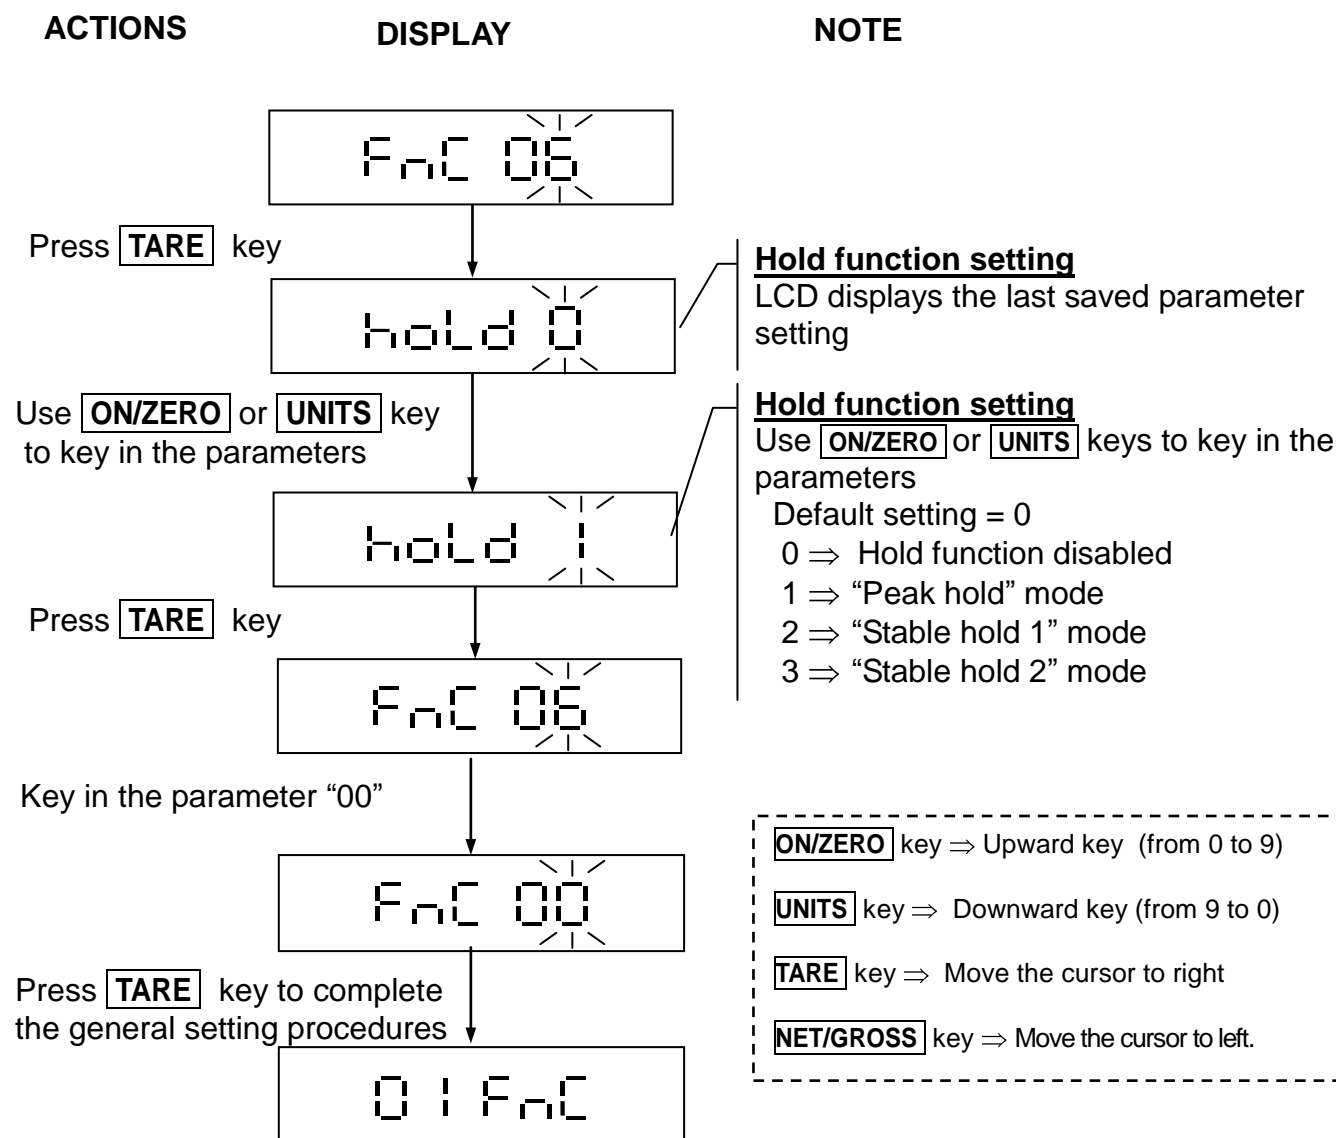 ACTIONS DISPLAY NOTE
FnC 06
Press TARE key
hoLd 0
Hold function setting
LCD displays the last saved parameter
setting
Use ON/ZERO or UNITS key
to key in the parameters
hoLd 1
Hold function setting
Use ON/ZERO or UNITS keys to key in the
parameters
Default setting = 0
0 ⇒ Hold function disabled
1 ⇒ “Peak hold” mode
2 ⇒ “Stable hold 1” mode
3 ⇒ “Stable hold 2” mode
Press TARE key
FnC 06
Key in the parameter “00”
FnC 00
Press TARE key to complete
the general setting procedures
01 FnC
ON/ZERO key ⇒ Upward key (from 0 to 9)
UNITS key ⇒ Downward key (from 9 to 0)
TARE key ⇒ Move the cursor to right
NET/GROSS key ⇒ Move the cursor to left.